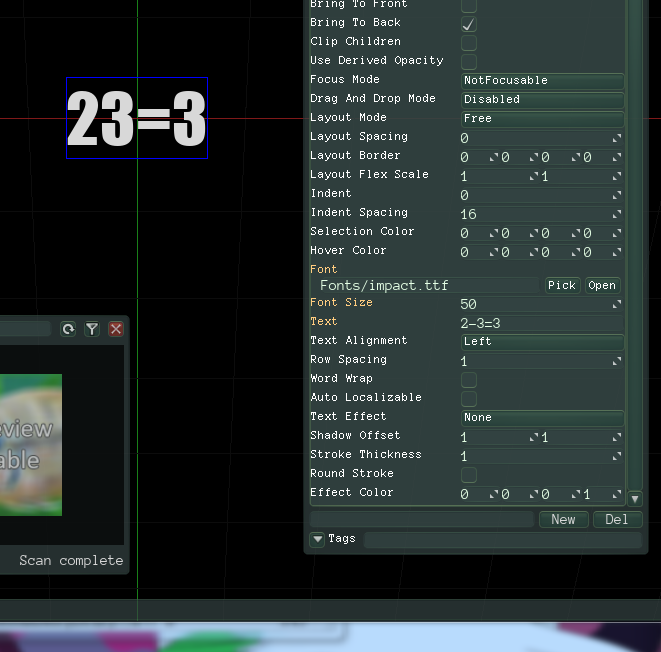 Bring To Front
Bring To Back
Clip Children
Use Derived Opacity
Focus Mode NotFocusable
Drag And Drop Mode Disabled
Layout Mode Free
Layout Spacing 0
Layout Border 0 0 0 0
Layout Flex Scale 1 1
Indent 0
Indent Spacing 16
Selection Color 0 0 0 0
Hover Color 0 0 0 0
Font
Fonts/impact.ttf Pick Open
Font Size 50
Text 2-3=3
Text Alignment Left
Row Spacing 1
Word Wrap
Auto Localizable
Text Effect None
Shadow Offset 1 1
Stroke Thickness 1
Round Stroke
Effect Color 0 0 0 1
New Del
Tags
23=3
view
able
Scan complete